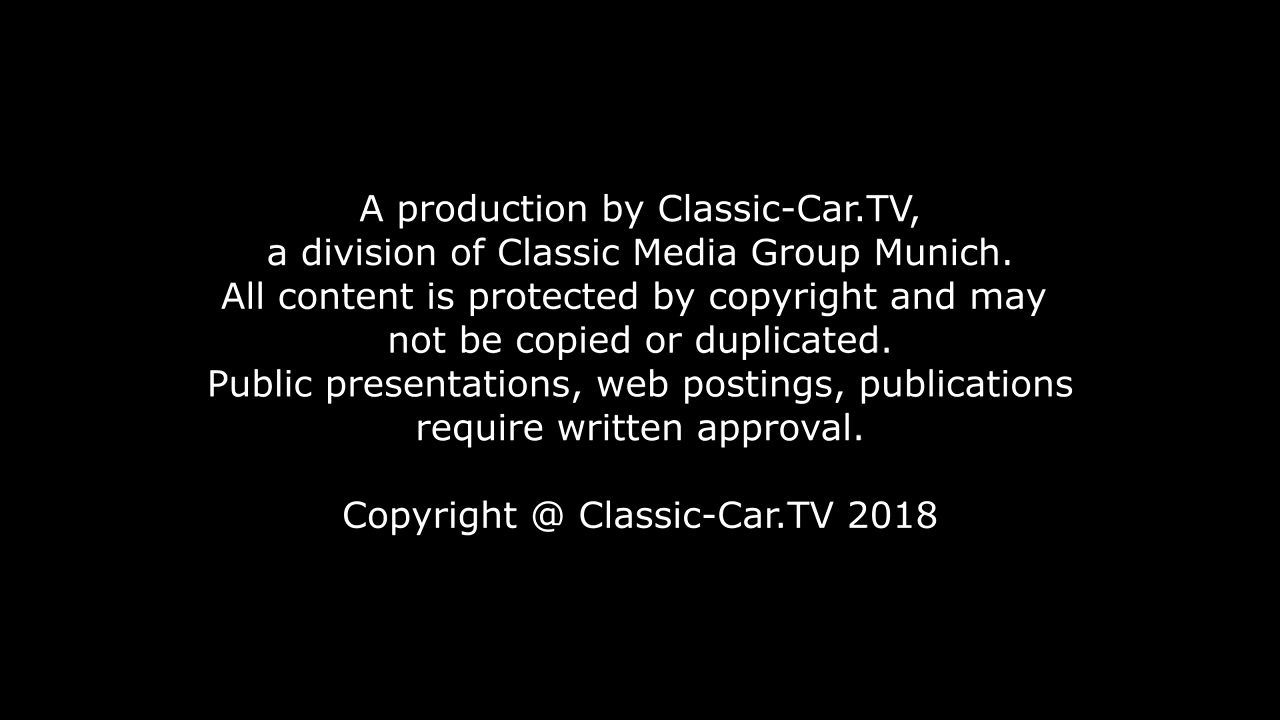 A production by Classic-Car.TV,
a division of Classic Media Group Munich.
All content is protected by copyright and may
not be copied or duplicated.
Public presentations, web postings, publications
require written approval.
Copyright @ Classic-Car.TV 2018